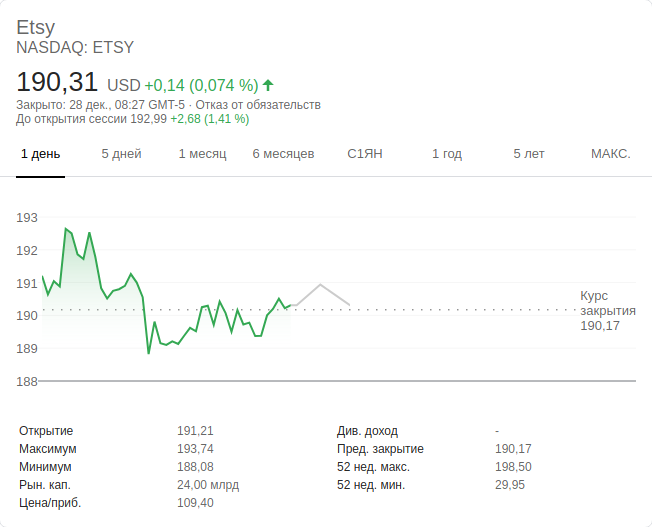 Etsy
NASDAQ: ETSY
190,31 USD +0,14 (0,074 %)
Закрыто: 28 дек., 08:27 GMT-5 · Отказ от обязательств
До открытия сессии 192,99 +2,68 (1,41 %)
1 день 5 дней 1 месяц 6 месяцев С1ЯН 1 год 5 лет МАКС.
193
192
191
190
189
188
Курс
закрытия
190,17
Открытие 191,21 Див. доход -
Максимум 193,74 Пред. закрытие 190,17
Минимум 188,08 52 нед. макс. 198,50
Рын. кап. 24,00 млрд 52 нед. мин. 29,95
Цена/приб. 109,40